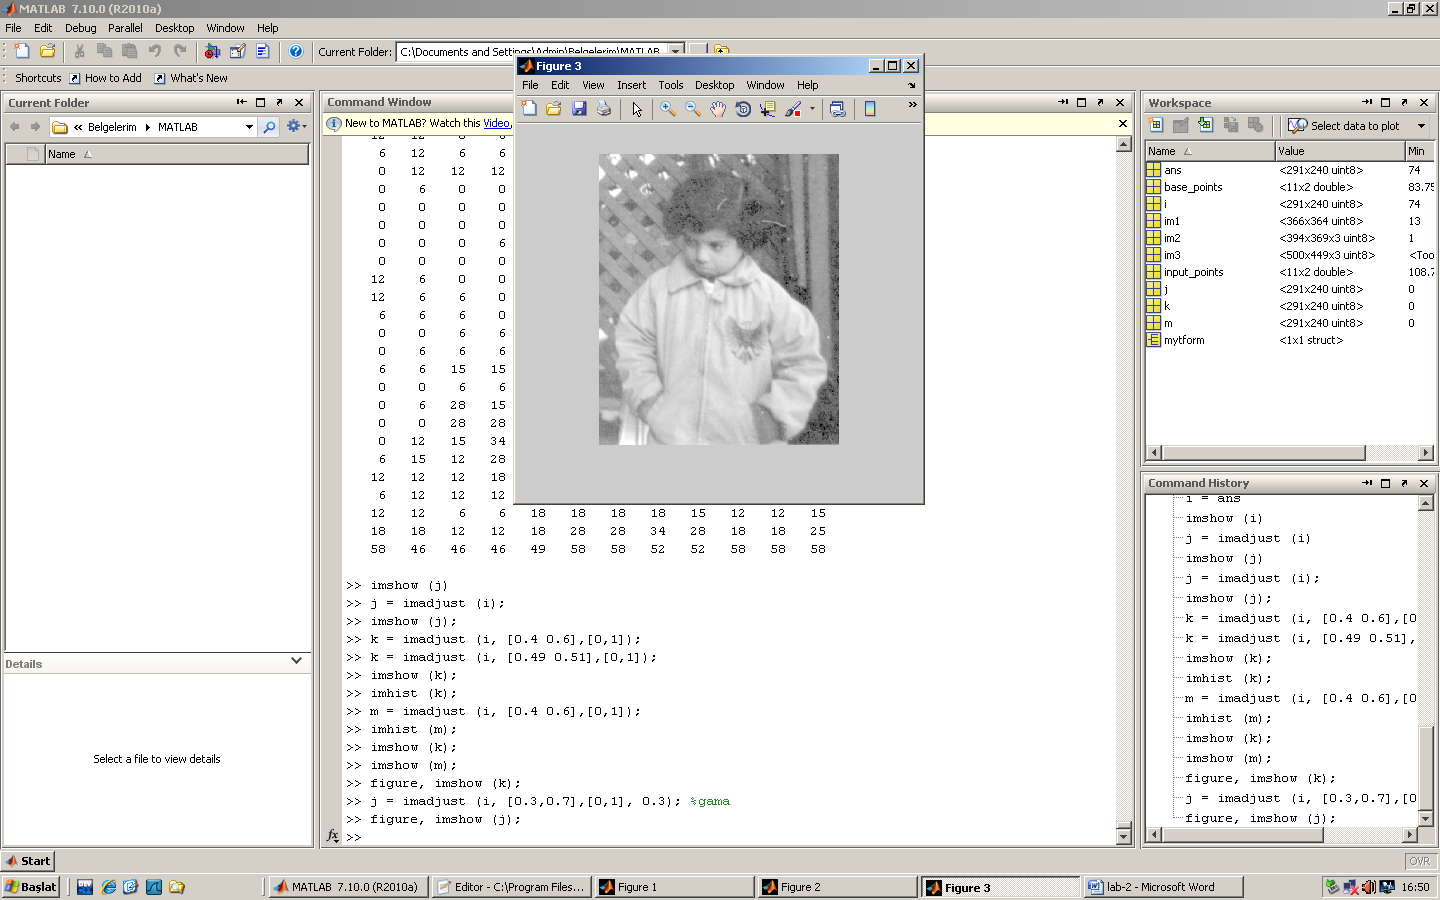 MATLAB 7.10.0 (R2010a)
File Edit Debug Parallel Desktop Window Help
Current Folder: C:\Documents and Settings\Admin\Belgelerim\MATLAB
Shortcuts How to Add What's New
Current Folder
« Belgelerim MATLAB
Name
Details
Select a file to view details
Command Window
New to MATLAB? Watch this Video,
12 12 6 6
6 12 6 6
0 12 12 12
0 6 0 0
0 0 0 0
0 0 0 0
0 0 0 6
0 0 0 0
12 6 0 0
12 6 6 0
6 6 6 0
0 0 6 6
0 6 6 6
6 6 15 15
0 0 6 6
0 6 28 15
0 0 28 28
0 12 15 34
6 15 12 28
12 12 12 18
6 12 12 12
12 12 6 6 18 18 18 18 15 12 12 15
18 18 12 12 18 28 28 34 28 18 18 25
58 46 46 46 49 58 58 52 52 58 58 58
>> imshow (j)
>> j = imadjust (i);
>> imshow (j);
>> k = imadjust (i, [0.4 0.6],[0,1]);
>> k = imadjust (i, [0.49 0.51],[0,1]);
>> imshow (k);
>> imhist (k);
>> m = imadjust (i, [0.4 0.6],[0,1]);
>> imhist (m);
>> imshow (k);
>> imshow (m);
>> figure, imshow (k);
>> j = imadjust (i, [0.3,0.7],[0,1], 0.3); %gama
>> figure, imshow (j);
fx >>
Figure 3
File Edit View Insert Tools Desktop Window Help
Workspace
Select data to plot
Name Value Min
ans <291x240 uint8> 74
base_points <11x2 double> 83.75
i <291x240 uint8> 74
im1 <366x364 uint8> 13
im2 <394x369x3 uint8> 1
im3 <500x449x3 uint8> <Too
input_points <11x2 double> 108.7
j <291x240 uint8> 0
k <291x240 uint8> 0
m <291x240 uint8> 0
mytform <1x1 struct>
Command History
i = ans
imshow (i)
j = imadjust (i)
imshow (j)
j = imadjust (i);
imshow (j);
k = imadjust (i, [0.4 0.6],[0
k = imadjust (i, [0.49 0.51],
imshow (k);
imhist (k);
m = imadjust (i, [0.4 0.6],[0
imhist (m);
imshow (k);
imshow (m);
figure, imshow (k);
j = imadjust (i, [0.3,0.7],[0
figure, imshow (j);
Start OVR
Başlat MATLAB 7.10.0 (R2010a) Editor - C:\Program Files... Figure 1 Figure 2 Figure 3 lab-2 - Microsoft Word 16:50